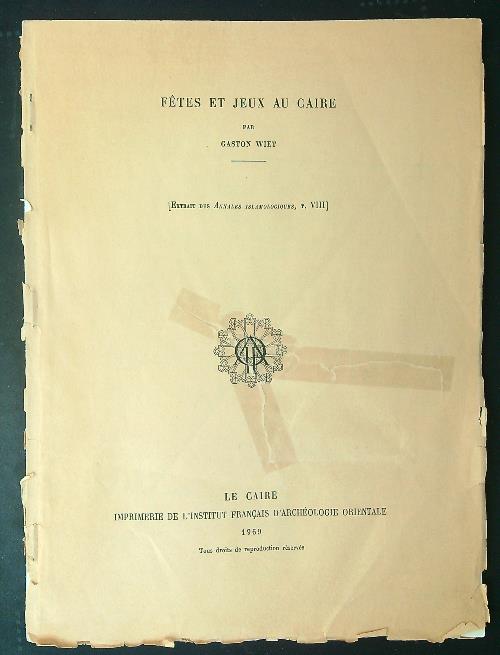 FÊTES ET JEUX AU CAIRE
PAR
GASTON WIET
[Extrait des Annales islamologiques, t. VIII]
LE CAIRE
IMPRIMERIE DE L'INSTITUT FRANÇAIS D'ARCHÉOLOGIE ORIENTALE
1969
Tous droits de reproduction réservés